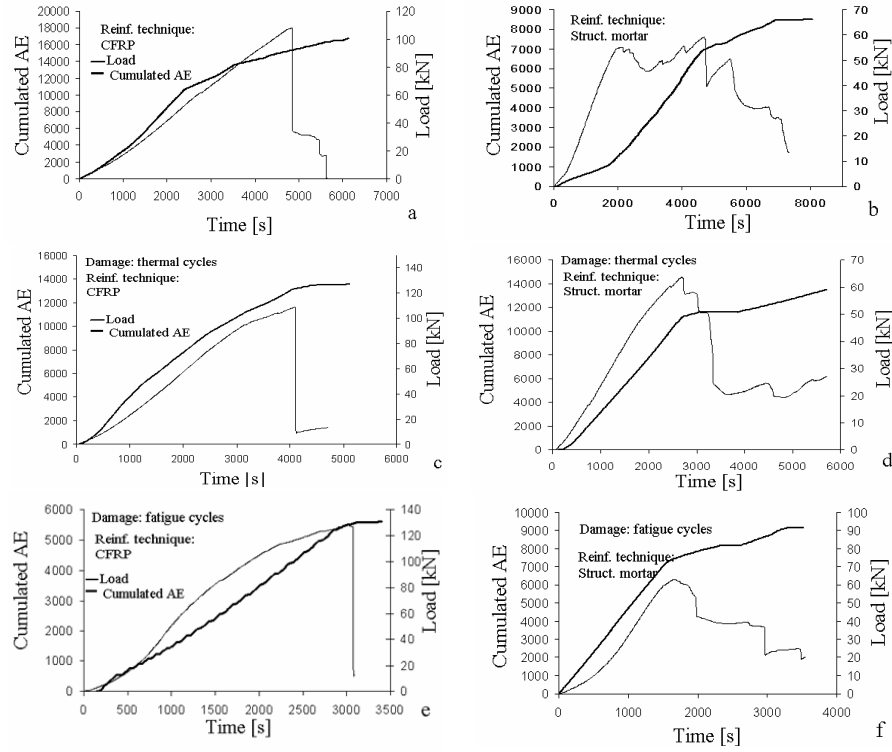 Cumulated AE
20000
18000
16000
14000
12000
10000
8000
6000
4000
2000
0
Reinf. technique:
CFRP
Load
Cumulated AE
120
100
80
60
40
20
0
Load [kN]
0 1000 2000 3000 4000 5000 6000 7000
Time [s]
a
Cumulated AE
9000
8000
7000
6000
5000
4000
3000
2000
1000
0
Reinf. technique:
Struct. mortar
70
60
50
40
30
20
10
0
Load [kN]
0 2000 4000 6000 8000
Time [s]
b
Cumulated AE
16000
14000
12000
10000
8000
6000
4000
2000
0
Damage: thermal cycles
Reinf. technique:
CFRP
Load
Cumulated AE
140
120
100
80
60
40
20
0
Load [kN]
0 1000 2000 3000 4000 5000 6000
Time [s]
c
Cumulated AE
16000
14000
12000
10000
8000
6000
4000
2000
0
Damage: thermal cycles
Reinf. technique:
Struct. mortar
70
60
50
40
30
20
10
0
Load [kN]
0 1000 2000 3000 4000 5000 6000
Time [s]
d
Cumulated AE
6000
5000
4000
3000
2000
1000
0
Damage: fatigue cycles
Reinf. technique:
CFRP
Load
Cumulated AE
140
120
100
80
60
40
20
0
Load [kN]
0 500 1000 1500 2000 2500 3000 3500
Time [s]
e
Cumulated AE
10000
9000
8000
7000
6000
5000
4000
3000
2000
1000
0
Damage: fatigue cycles
Reinf. technique:
Struct. mortar
100
90
80
70
60
50
40
30
20
10
0
Load [kN]
0 1000 2000 3000 4000
Time [s]
f